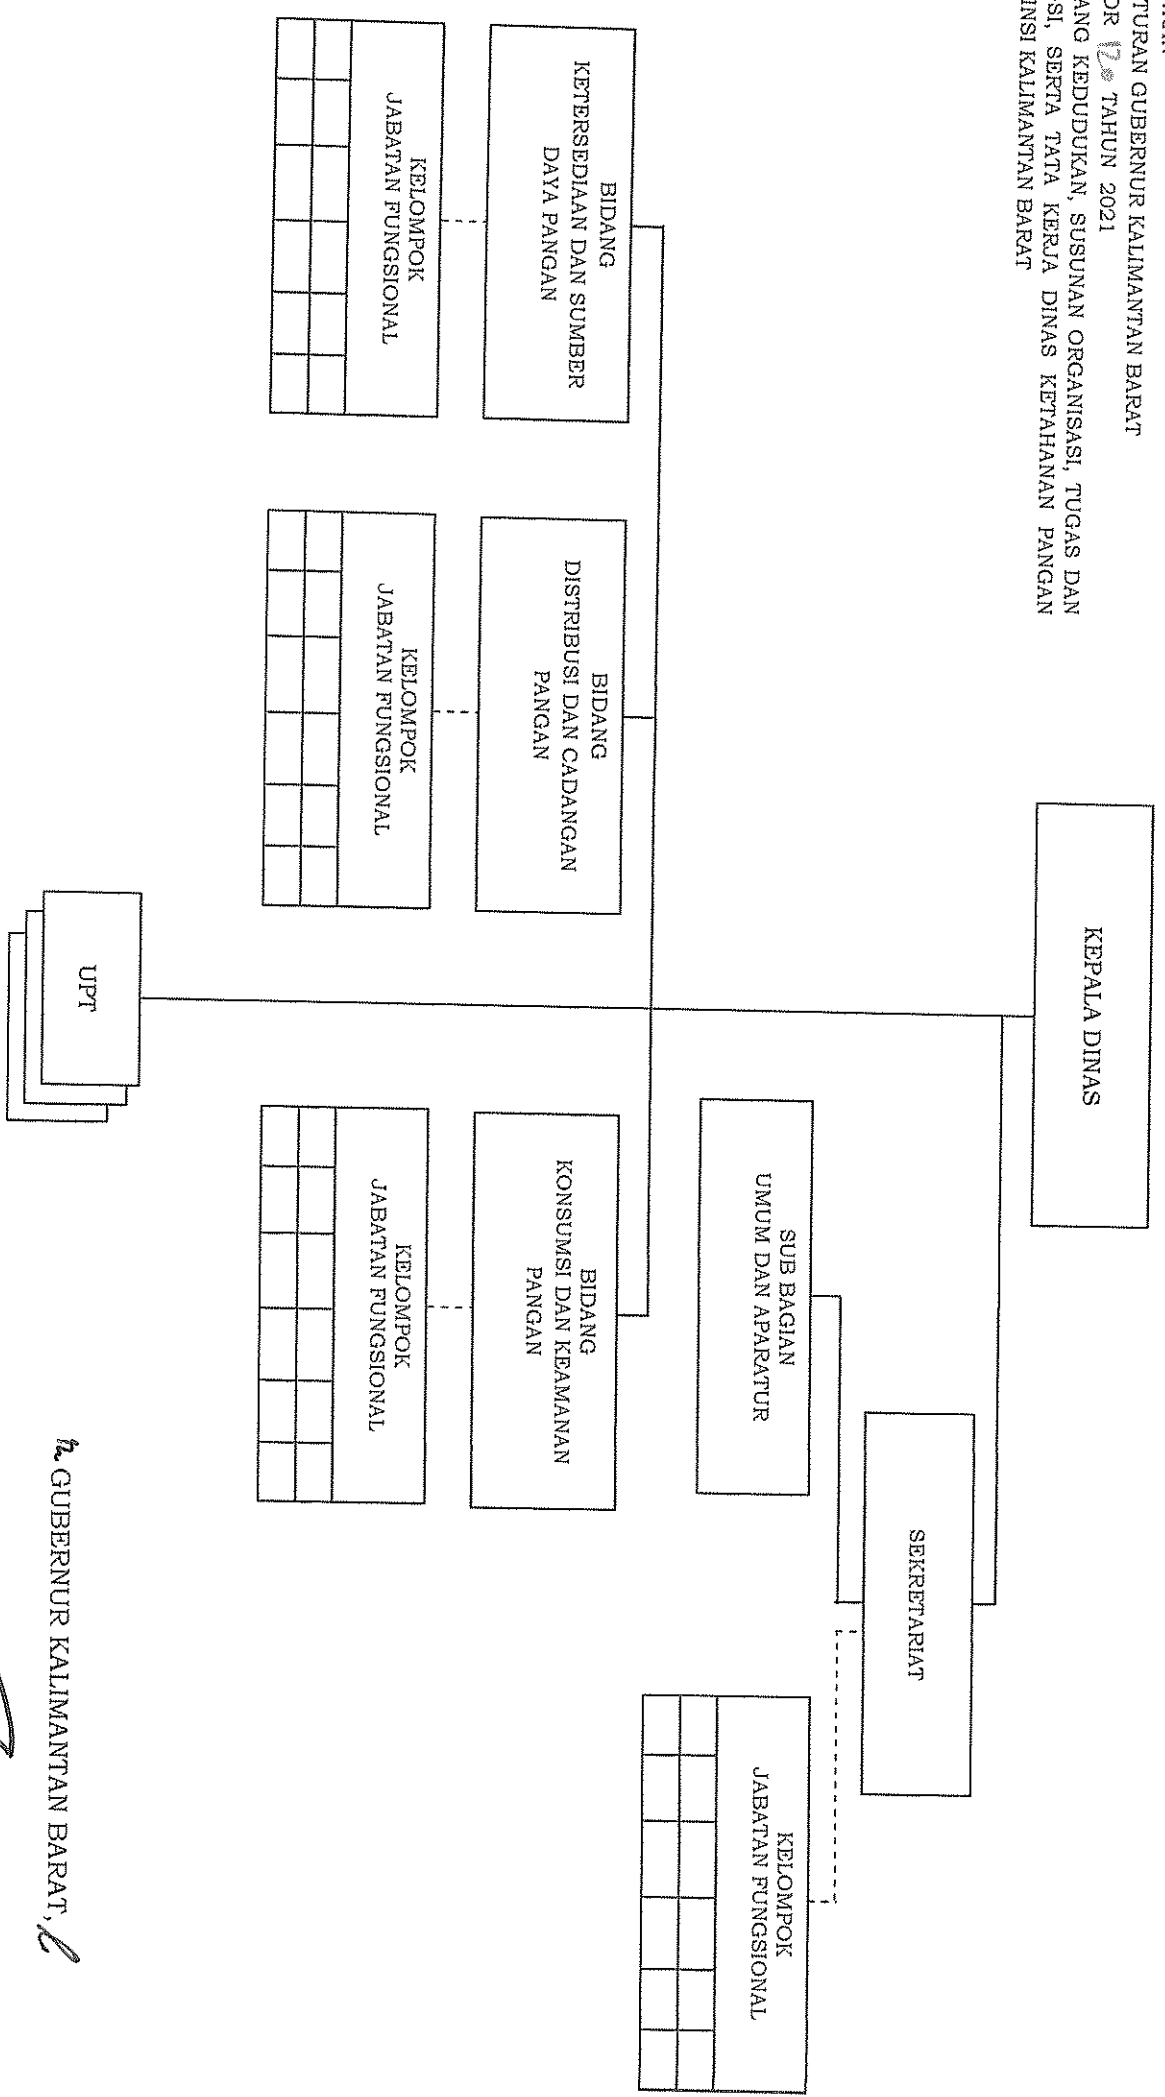 TURAN GUBERNUR KALIMANTAN BARAT
OR 120 TAHUN 2021
ANG KEDUDUKAN, SUSUNAN ORGANISASI, TUGAS DAN
SI, SERTA TATA KERJA DINAS KETAHANAN PANGAN
INSI KALIMANTAN BARAT
KEPALA DINAS
SEKRETARIAT
SUB BAGIAN
UMUM DAN APARATUR
KELOMPOK
JABATAN FUNGSIONAL
BIDANG
KETERSEDIAAN DAN SUMBER
DAYA PANGAN
BIDANG
DISTRIBUSI DAN CADANGAN
PANGAN
BIDANG
KONSUMSI DAN KEAMANAN
PANGAN
KELOMPOK
JABATAN FUNGSIONAL
KELOMPOK
JABATAN FUNGSIONAL
KELOMPOK
JABATAN FUNGSIONAL
UPT
GUBERNUR KALIMANTAN BARAT,